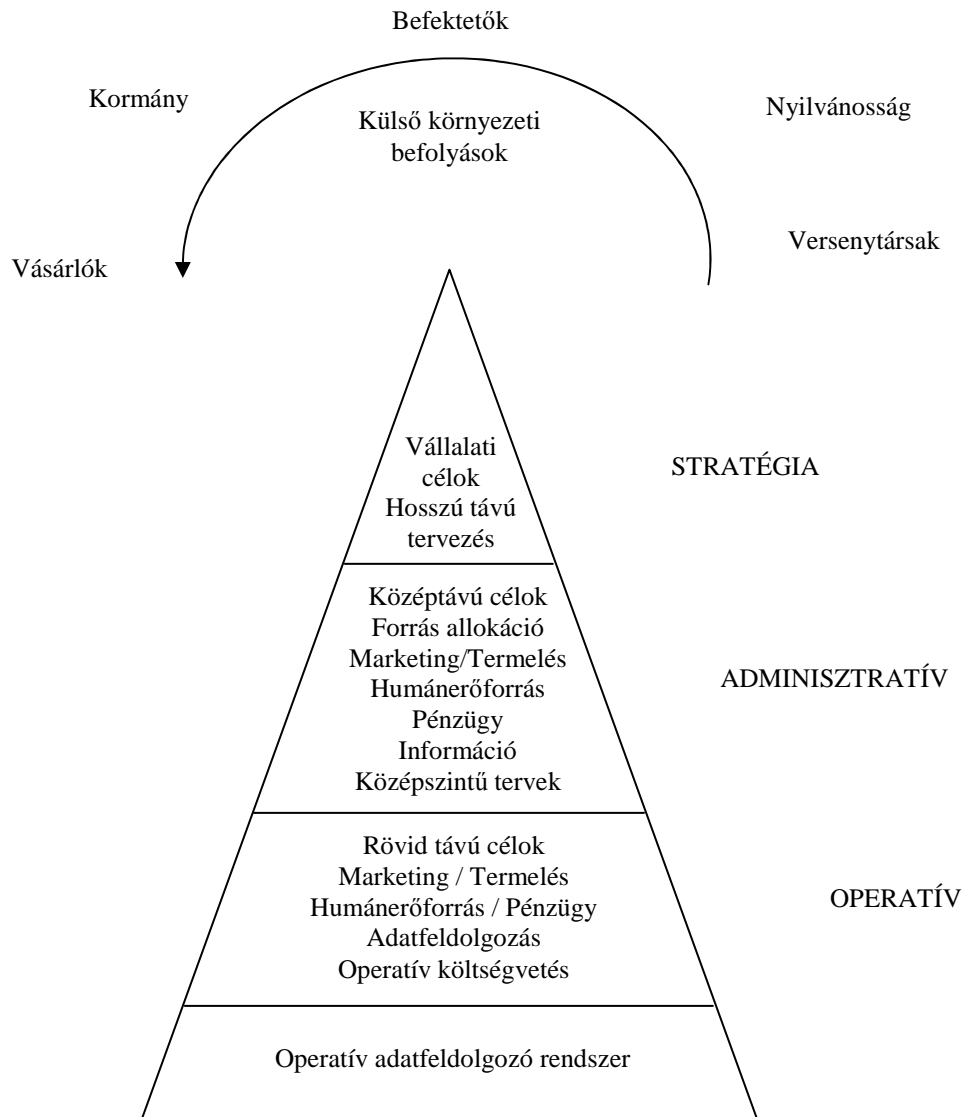 Befektetők
Kormány
Nyilvánosság
Külső környezeti
befolyások
Versenytársak
Vásárlók
Vállalati
célok
Hosszú távú
tervezés
STRATÉGIA
Középtávú célok
Forrás allokáció
Marketing/Termelés
Humánerőforrás
Pénzügy
Információ
Középszintű tervek
ADMINISZTRATÍV
Rövid távú célok
Marketing / Termelés
Humánerőforrás / Pénzügy
Adatfeldolgozás
Operatív költségvetés
OPERATÍV
Operatív adatfeldolgozó rendszer